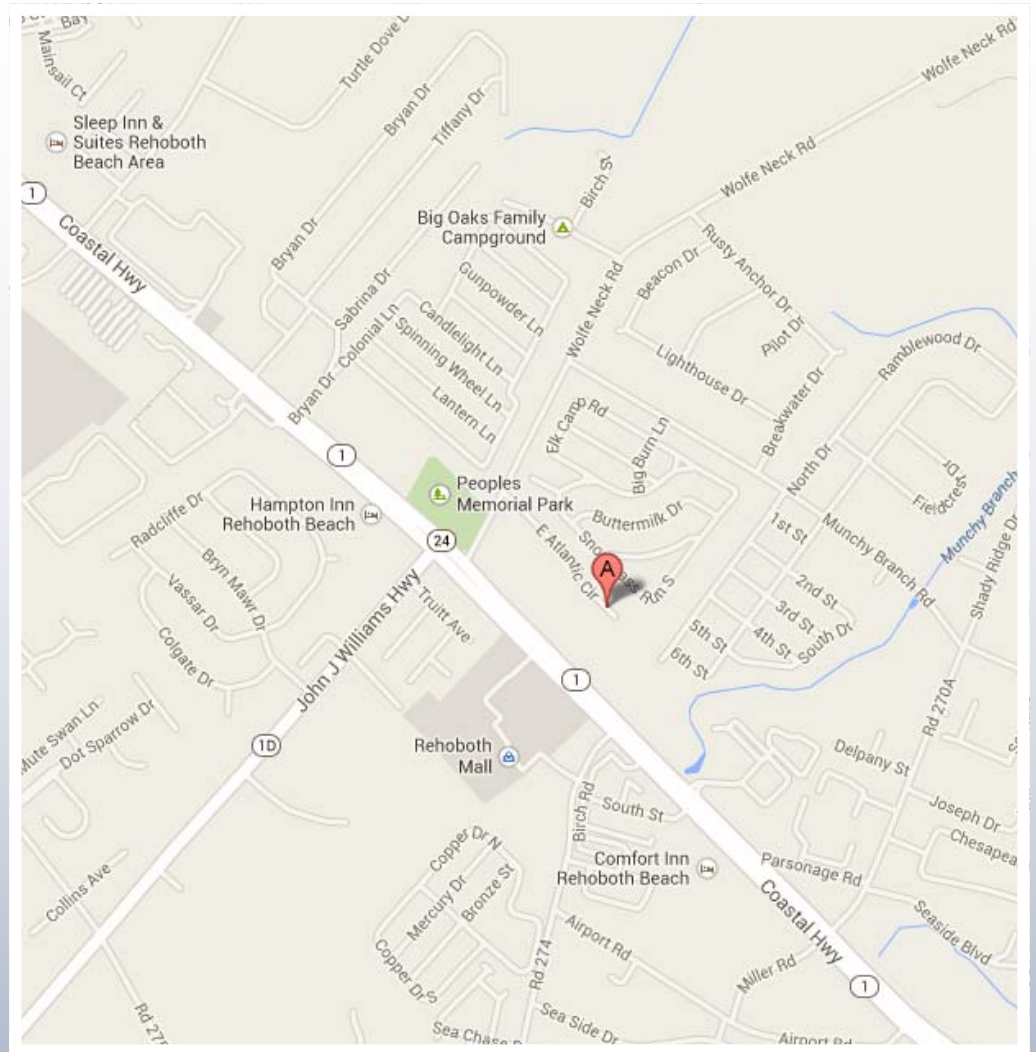 Bay
Mainsail Ct
Turtle Dove D
Bryan Dr
Tiffany Dr
Wolfe Neck Rd
Sleep Inn &
Suites Rehoboth
Beach Area
1
Coastal Hwy
Bryan Dr
Big Oaks Family
Campground
Birch St
Wolfe Neck Rd
Rusty Anchor Dr
Beacon Dr
Gunpowder Ln
Sabrina Dr
Colonial Ln
Candlelight Ln
Spinning Wheel Ln
Lantern Ln
Wolfe Neck Rd
Pilot Dr
Ramblewood Dr
Lighthouse Dr
Breakwater Dr
Bryan Dr
Elk Camp Rd
Big Burn Ln
North Dr
1
Peoples
Memorial Park
Hampton Inn
Rehoboth Beach
Buttermilk Dr
Fieldcrest Dr
Munchy Branch
Radcliffe Dr
24
E Atlantic Cir
A
1st St
Munchy Branch Rd
Shady Ridge Dr
Bryn Mawr Dr
Vassar Dr
Colgate Dr
Truitt Ave
John J Williams Hwy
2nd St
3rd St
4th St
South Dr
5th St
6th St
1
Rd 270A
Mute Swan Ln
Dot Sparrow Dr
1D
Rehoboth
Mall
Delpany St
Birch Rd
South St
Joseph Dr
Chesapea
Copper Dr N
Mercury Dr
Bronze St
Comfort Inn
Rehoboth Beach
Parsonage Rd
Collins Ave
Coastal Hwy
Seaside Blvd
Airport Rd
Copper Dr S
Rd 274
Miller Rd
1
Rd 275
Sea Chase D
Sea Side Dr
Airport Rd